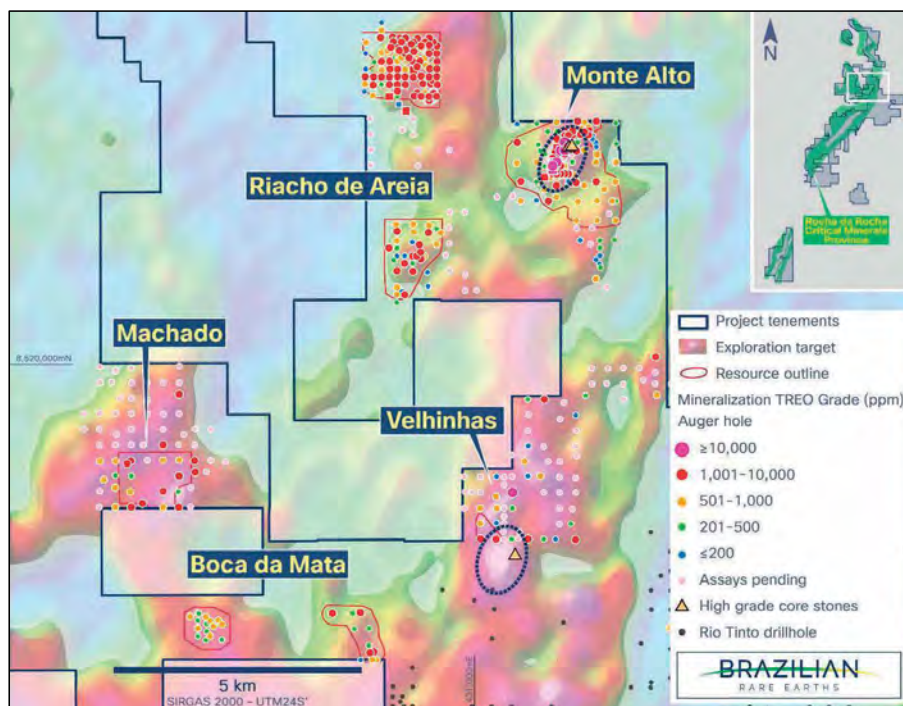 N
Monte Alto
Riacho de Areia
Rocha da Rocha
Critical Minerals
Province
Machado
8,520,000mN
Velhinhas
Boca da Mata
Project tenements
Exploration target
Resource outline
Mineralization TREO Grade (ppm)
Auger hole
≥10,000
1,001-10,000
501-1,000
201-500
≤200
Assays pending
High grade core stones
Rio Tinto drillhole
5 km
SIRGAS 2000 - UTM24S'
BRAZILIAN
RARE EARTHS